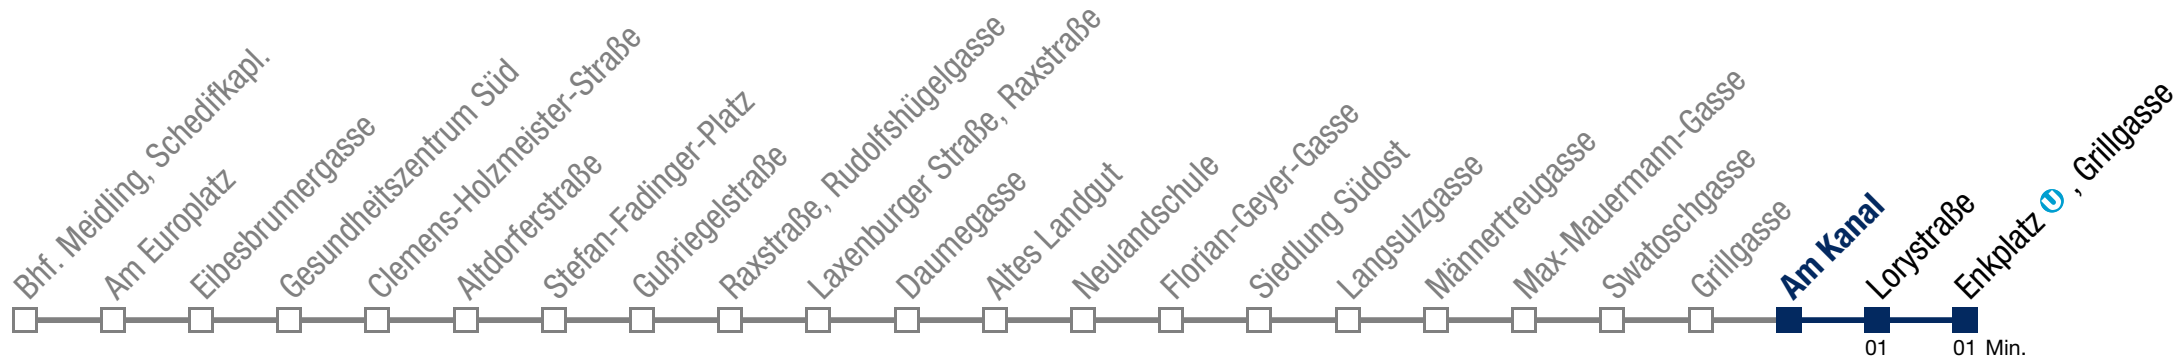 Bhf. Meidling, Schedifkapl.
Am Europlatz
Eibesbrunnergasse
Gesundheitszentrum Süd
Clemens-Holzmeister-Straße
Altdorferstraße
Stefan-Fadinger-Platz
Gußriegelstraße
Raxstraße, Rudolfshügelgasse
Laxenburger Straße, Raxstraße
Daumegasse
Altes Landgut
Neulandschule
Florian-Geyer-Gasse
Siedlung Südost
Langsulzgasse
Männertreugasse
Max-Mauermann-Gasse
Swatoschgasse
Grillgasse
Am Kanal
Lorystraße
Enkplatz U, Grillgasse
01
01 Min.